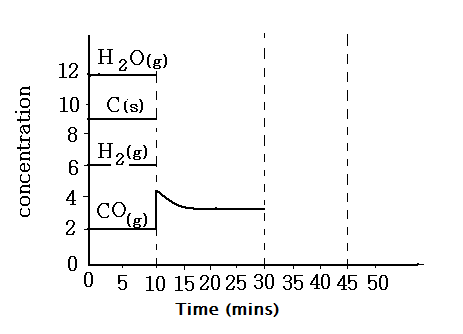 concentration
12
10
8
6
4
2
0
H₂O(g)
C(s)
H₂(g)
CO(g)
0 5 10 15 20 25 30 35 40 45 50
Time (mins)